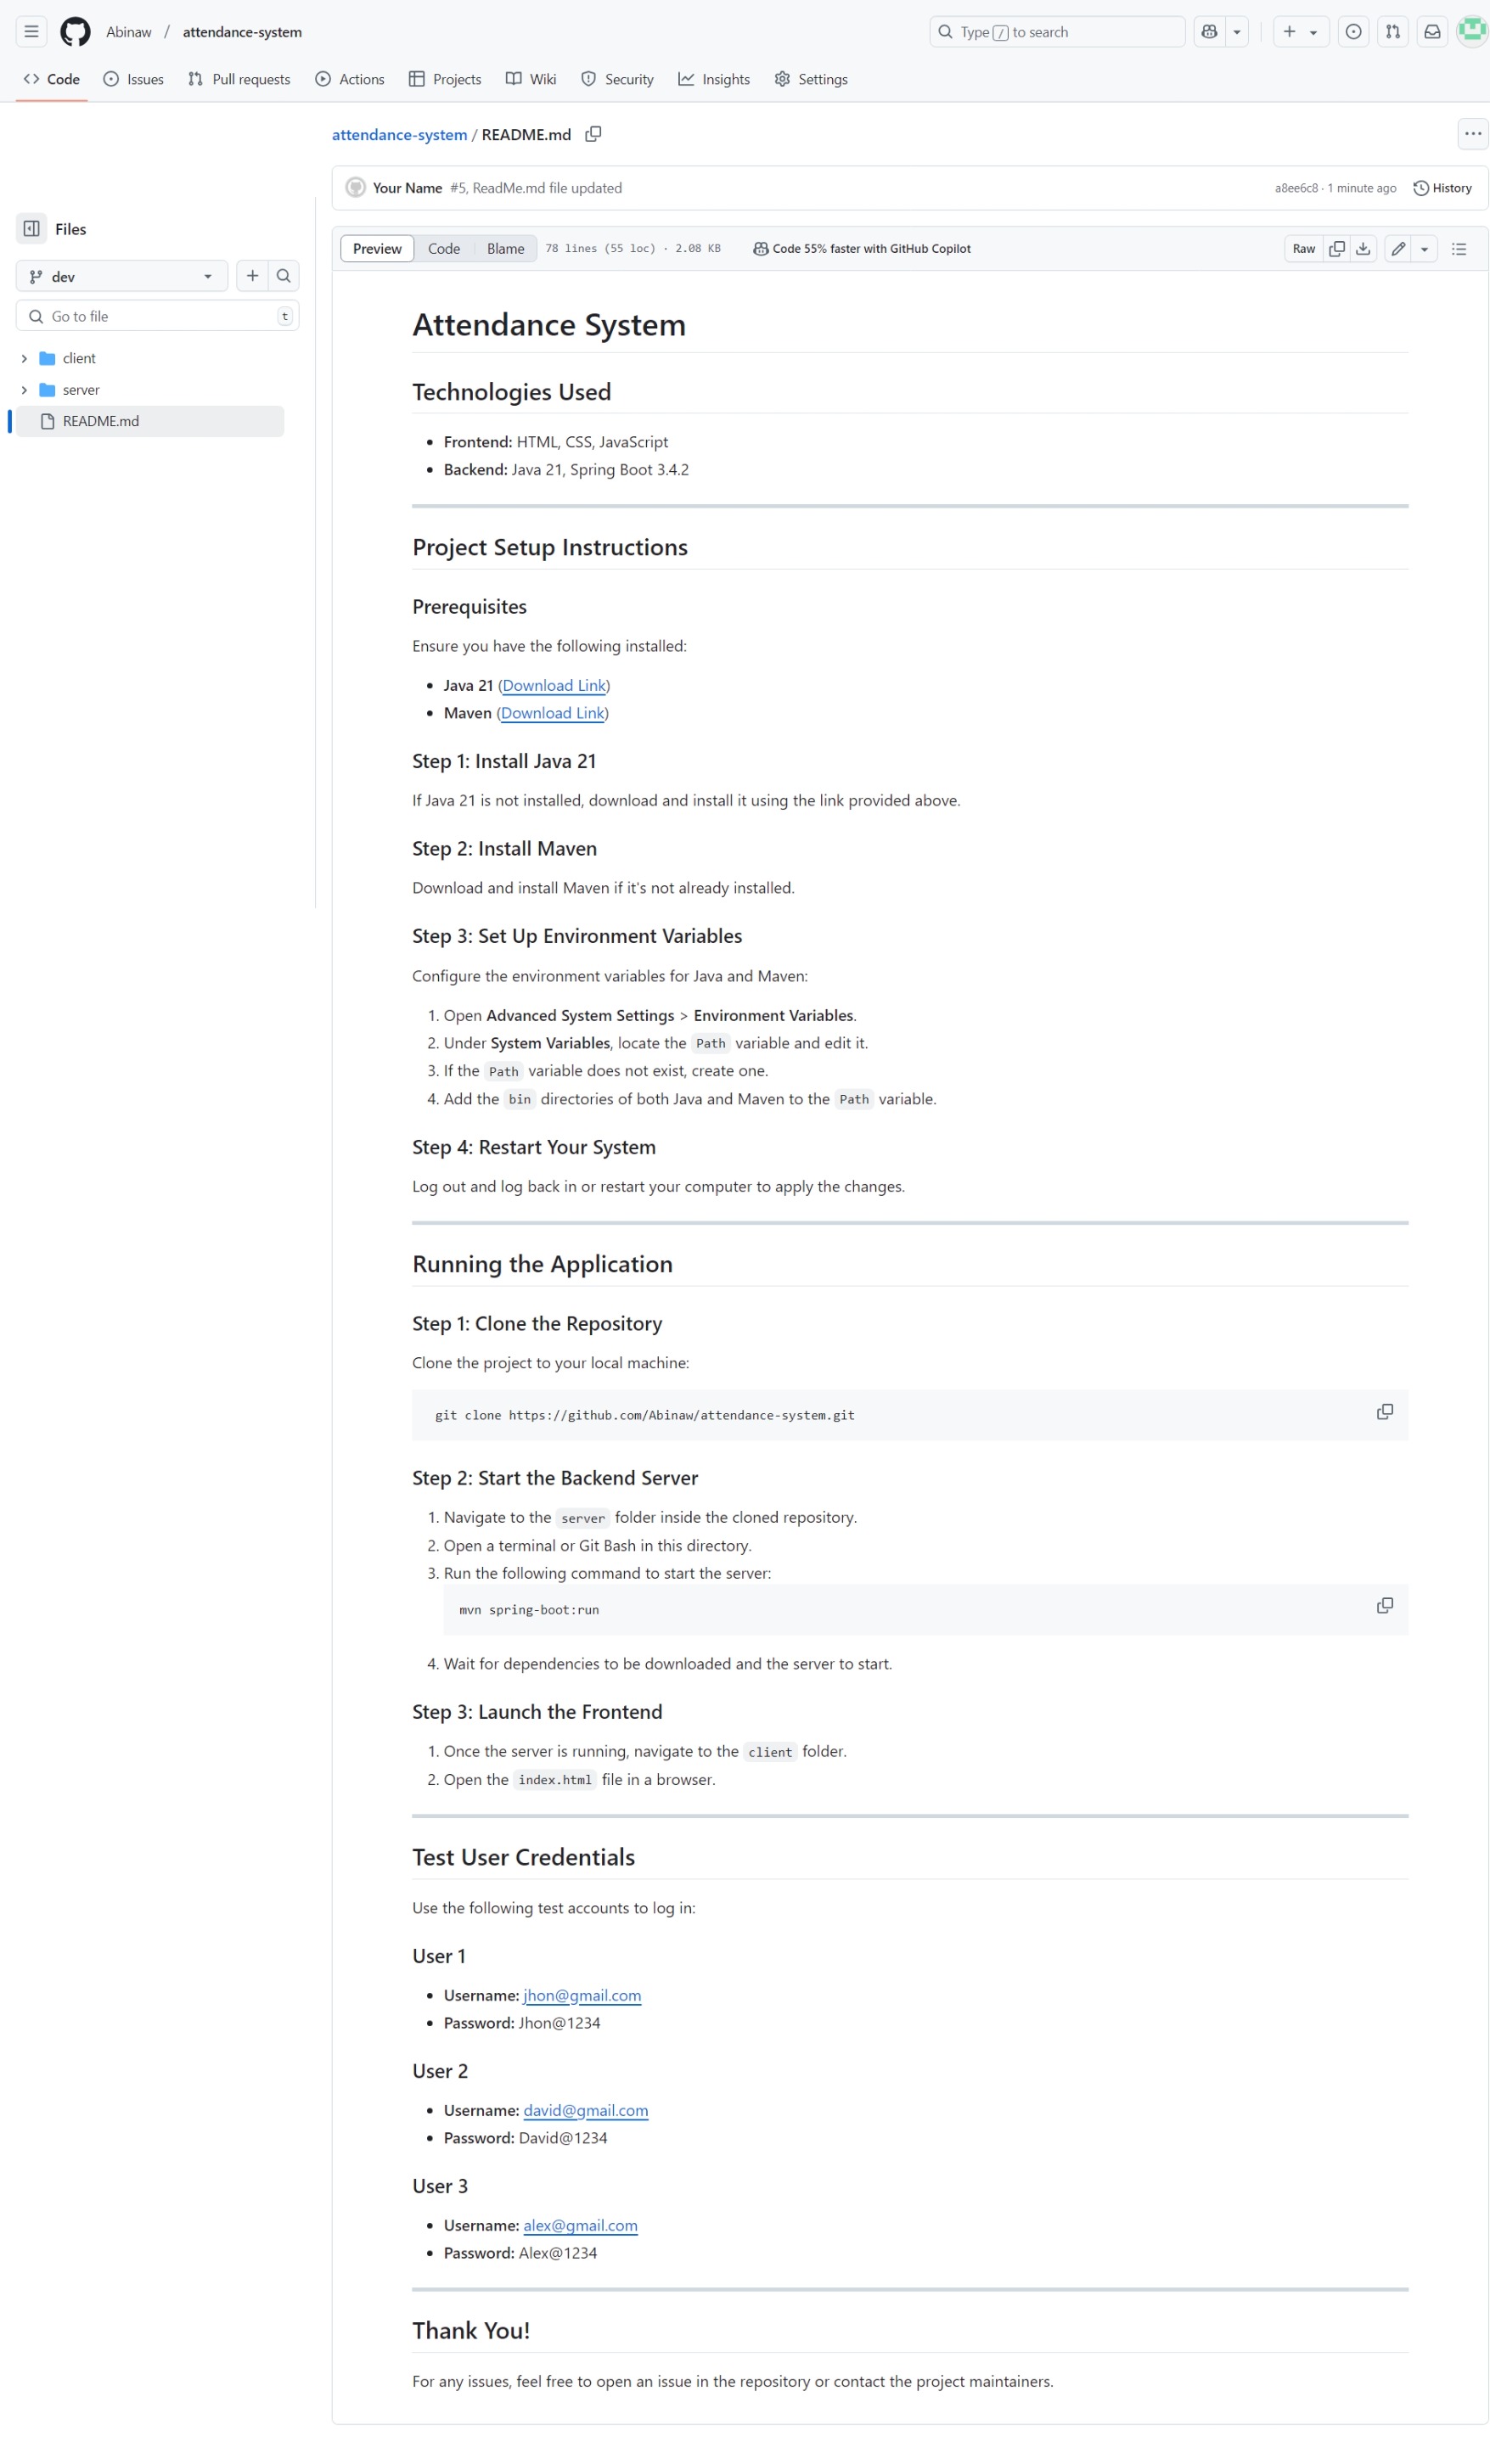 Abinaw / attendance-system
Type / to search
Code
Issues
Pull requests
Actions
Projects
Wiki
Security
Insights
Settings
attendance-system / README.md
Your Name #5, ReadMe.md file updated
a8ee6c8 · 1 minute ago
History
Files
dev
Go to file
t
client
server
README.md
Preview
Code
Blame
78 lines (55 loc) · 2.08 KB
Code 55% faster with GitHub Copilot
Raw
Attendance System
Technologies Used
• Frontend: HTML, CSS, JavaScript
• Backend: Java 21, Spring Boot 3.4.2
Project Setup Instructions
Prerequisites
Ensure you have the following installed:
• Java 21 (Download Link)
• Maven (Download Link)
Step 1: Install Java 21
If Java 21 is not installed, download and install it using the link provided above.
Step 2: Install Maven
Download and install Maven if it's not already installed.
Step 3: Set Up Environment Variables
Configure the environment variables for Java and Maven:
1. Open Advanced System Settings > Environment Variables.
2. Under System Variables, locate the Path variable and edit it.
3. If the Path variable does not exist, create one.
4. Add the bin directories of both Java and Maven to the Path variable.
Step 4: Restart Your System
Log out and log back in or restart your computer to apply the changes.
Running the Application
Step 1: Clone the Repository
Clone the project to your local machine:
git clone https://github.com/Abinaw/attendance-system.git
Step 2: Start the Backend Server
1. Navigate to the server folder inside the cloned repository.
2. Open a terminal or Git Bash in this directory.
3. Run the following command to start the server:
mvn spring-boot:run
4. Wait for dependencies to be downloaded and the server to start.
Step 3: Launch the Frontend
1. Once the server is running, navigate to the client folder.
2. Open the index.html file in a browser.
Test User Credentials
Use the following test accounts to log in:
User 1
• Username: jhon@gmail.com
• Password: Jhon@1234
User 2
• Username: david@gmail.com
• Password: David@1234
User 3
• Username: alex@gmail.com
• Password: Alex@1234
Thank You!
For any issues, feel free to open an issue in the repository or contact the project maintainers.